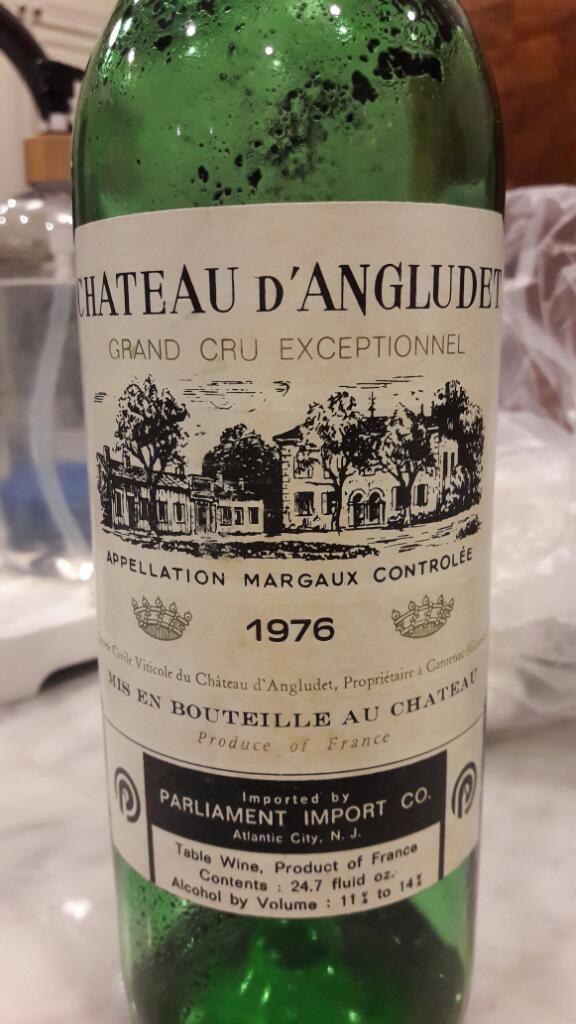 CHATEAU D'ANGLUDET
GRAND CRU EXCEPTIONNEL
APPELLATION MARGAUX CONTROLÉE
1976
Civile Viticole du Château d'Angludet, Propriétaire à Cantenac
MIS EN BOUTEILLE AU CHATEAU
Produce of France
Imported by
PARLIAMENT IMPORT CO.
Atlantic City, N. J.
Table Wine, Product of France
Contents : 24.7 fluid oz.
Alcohol by Volume : 11% to 14%